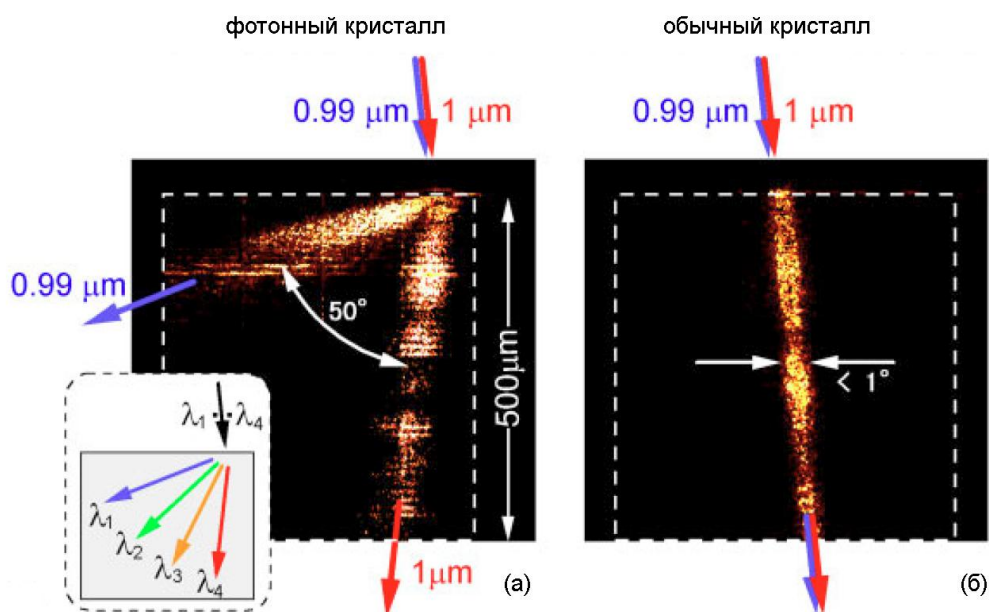 фотонный кристалл
обычный кристалл
0.99 μm
1 μm
0.99 μm
1 μm
0.99 μm
50°
500μm
< 1°
λ₁
λ₄
λ₁
λ₂
λ₃
λ₄
1μm
(а)
(б)